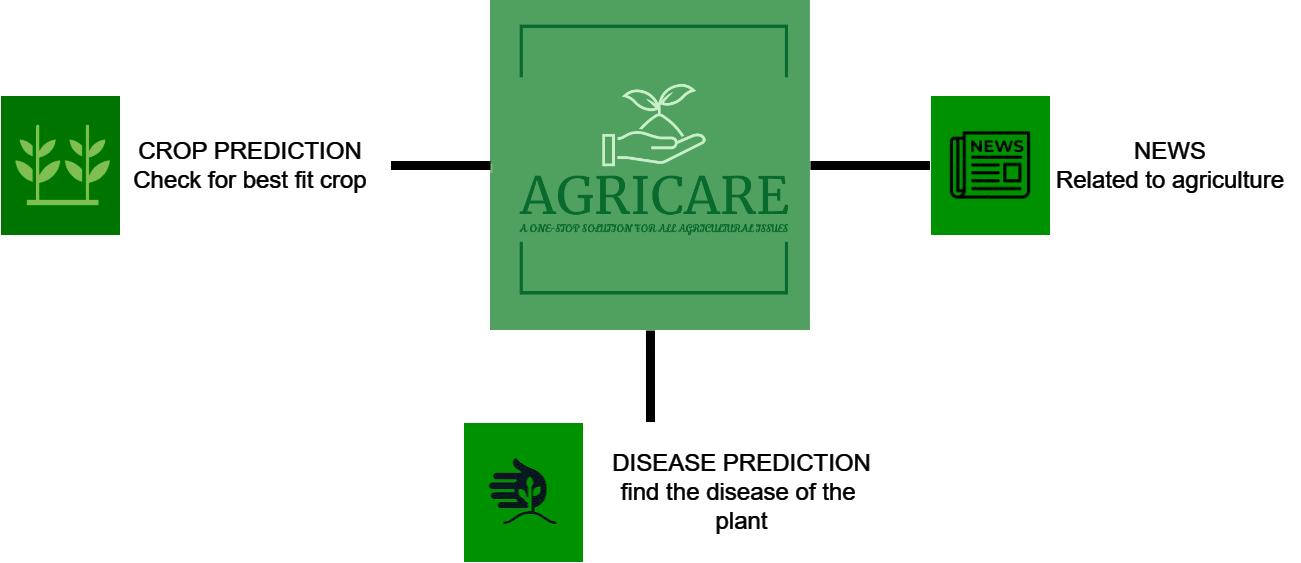 CROP PREDICTION
Check for best fit crop
AGRICARE
A ONE-STOP SOLUTION FOR ALL AGRICULTURAL ISSUES
NEWS
NEWS
Related to agriculture
DISEASE PREDICTION
find the disease of the
plant